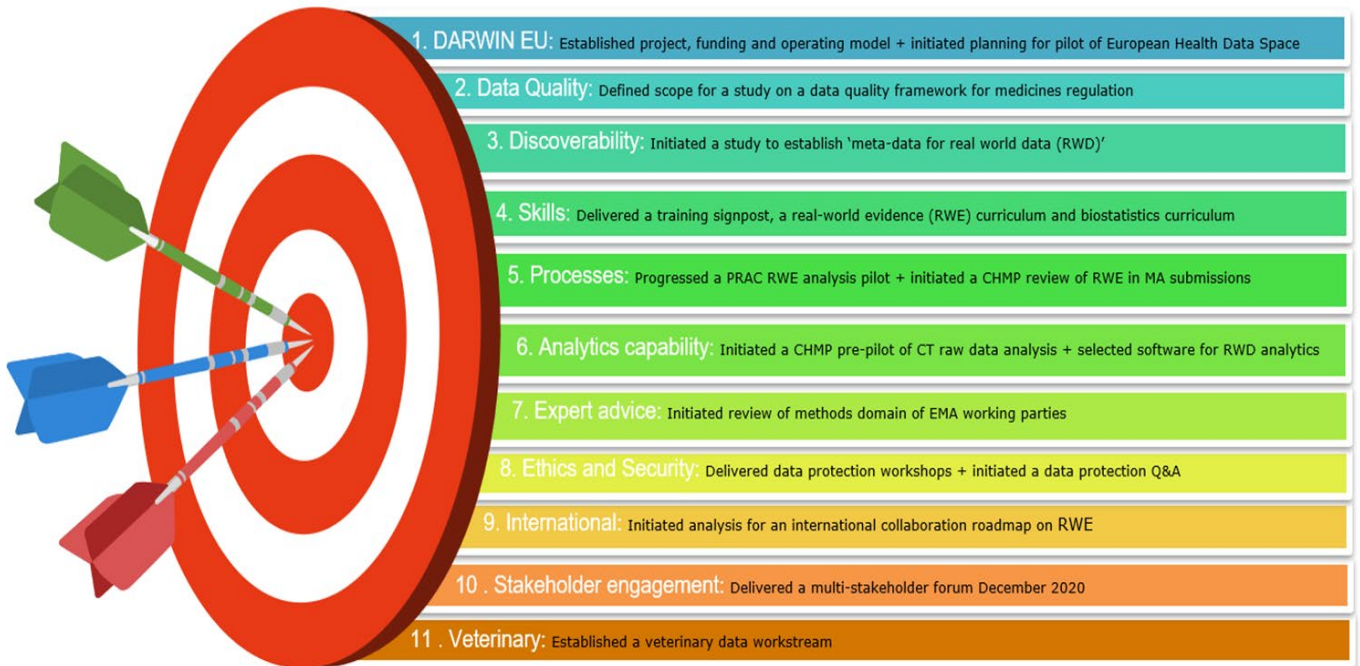 1. DARWIN EU: Established project, funding and operating model + initiated planning for pilot of European Health Data Space
2. Data Quality: Defined scope for a study on a data quality framework for medicines regulation
3. Discoverability: Initiated a study to establish ‘meta-data for real world data (RWD)’
4. Skills: Delivered a training signpost, a real-world evidence (RWE) curriculum and biostatistics curriculum
5. Processes: Progressed a PRAC RWE analysis pilot + initiated a CHMP review of RWE in MA submissions
6. Analytics capability: Initiated a CHMP pre-pilot of CT raw data analysis + selected software for RWD analytics
7. Expert advice: Initiated review of methods domain of EMA working parties
8. Ethics and Security: Delivered data protection workshops + initiated a data protection Q&A
9. International: Initiated analysis for an international collaboration roadmap on RWE
10 . Stakeholder engagement: Delivered a multi-stakeholder forum December 2020
11 . Veterinary: Established a veterinary data workstream